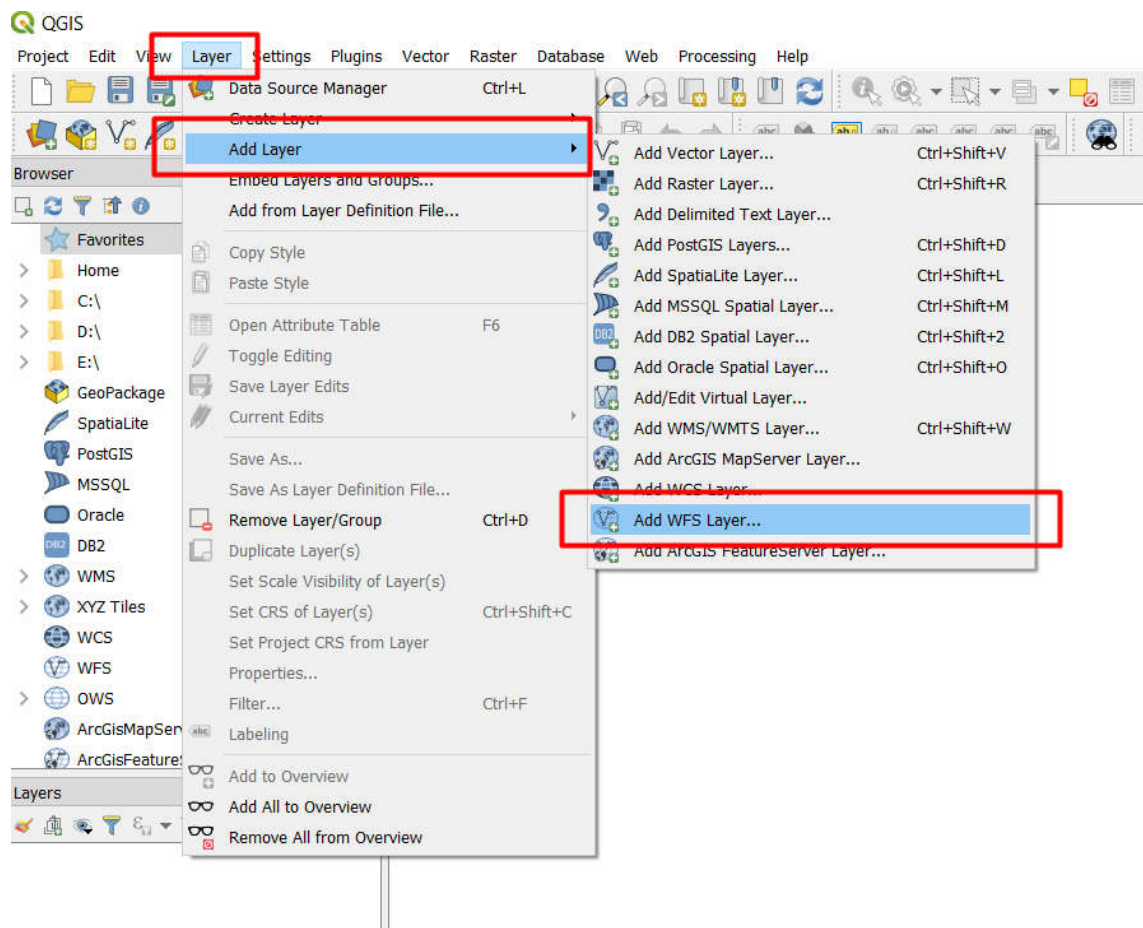 QGIS
Project Edit View Layer Settings Plugins Vector Raster Database Web Processing Help
Data Source Manager Ctrl+L
Create Layer
Add Layer
Embed Layers and Groups...
Add from Layer Definition File...
Copy Style
Paste Style
Open Attribute Table F6
Toggle Editing
Save Layer Edits
Current Edits
Save As...
Save As Layer Definition File...
Remove Layer/Group Ctrl+D
Duplicate Layer(s)
Set Scale Visibility of Layer(s)
Set CRS of Layer(s) Ctrl+Shift+C
Set Project CRS from Layer
Properties...
Filter... Ctrl+F
abc Labeling
Add to Overview
Add All to Overview
Remove All from Overview
Add Vector Layer... Ctrl+Shift+V
Add Raster Layer... Ctrl+Shift+R
Add Delimited Text Layer...
Add PostGIS Layers... Ctrl+Shift+D
Add SpatiaLite Layer... Ctrl+Shift+L
Add MSSQL Spatial Layer... Ctrl+Shift+M
DB2 Add DB2 Spatial Layer... Ctrl+Shift+2
Add Oracle Spatial Layer... Ctrl+Shift+O
Add/Edit Virtual Layer...
Add WMS/WMTS Layer... Ctrl+Shift+W
Add ArcGIS MapServer Layer...
Add WCS Layer...
Add WFS Layer...
Add ArcGIS FeatureServer Layer...
Browser
Favorites
Home
C:\
D:\
E:\
GeoPackage
SpatiaLite
PostGIS
MSSQL
Oracle
DB2 DB2
WMS
XYZ Tiles
WCS
WFS
OWS
ArcGisMapSer
ArcGisFeature
Layers